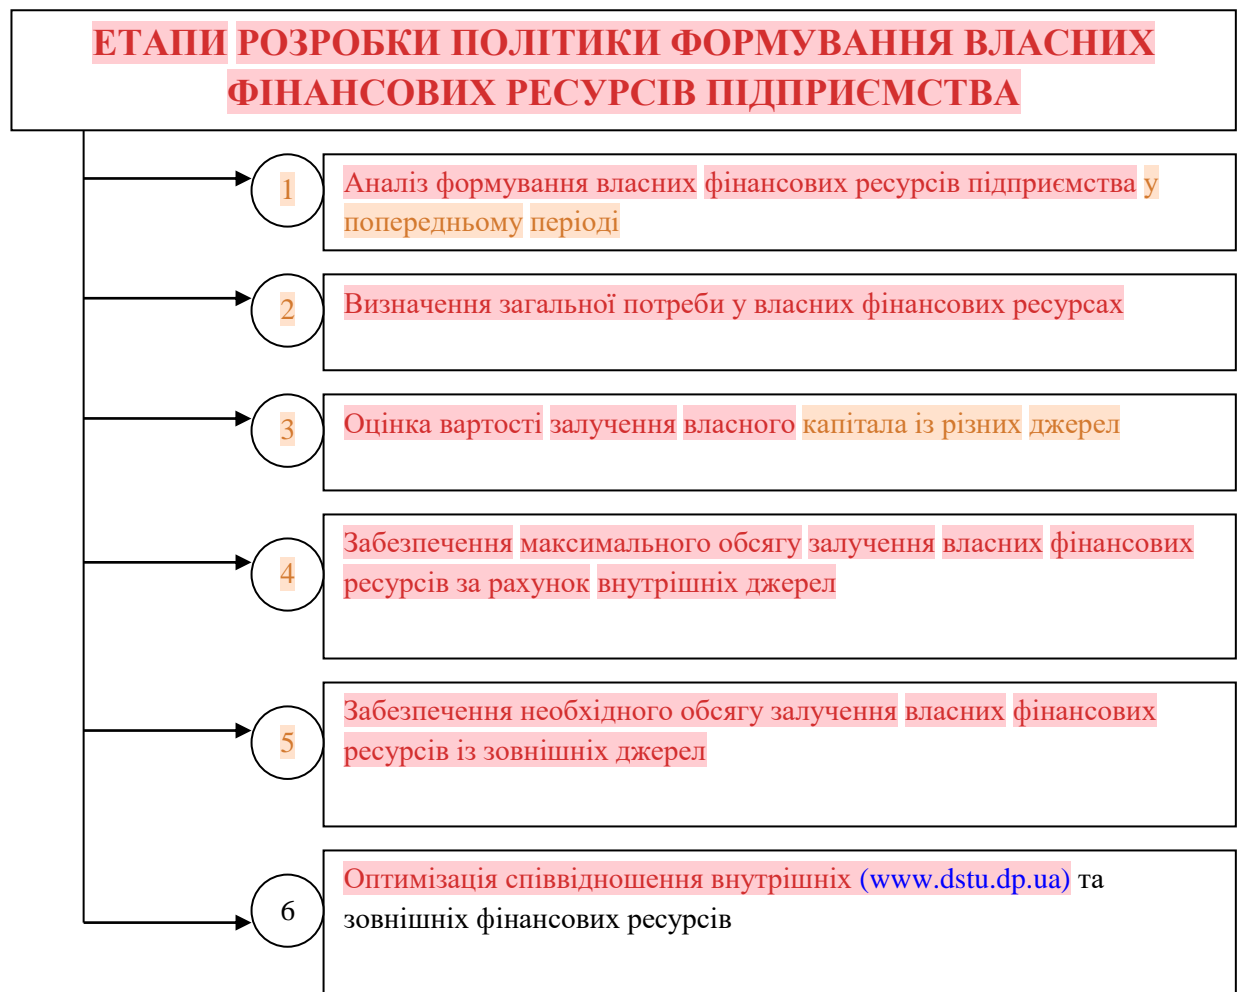 ЕТАПИ РОЗРОБКИ ПОЛІТИКИ ФОРМУВАННЯ ВЛАСНИХ
ФІНАНСОВИХ РЕСУРСІВ ПІДПРИЄМСТВА
1
Аналіз формування власних фінансових ресурсів підприємства у
попередньому періоді
2
Визначення загальної потреби у власних фінансових ресурсах
3
Оцінка вартості залучення власного капітала із різних джерел
4
Забезпечення максимального обсягу залучення власних фінансових
ресурсів за рахунок внутрішніх джерел
5
Забезпечення необхідного обсягу залучення власних фінансових
ресурсів із зовнішніх джерел
6
Оптимізація співвідношення внутрішніх (www.dstu.dp.ua) та
зовнішніх фінансових ресурсів